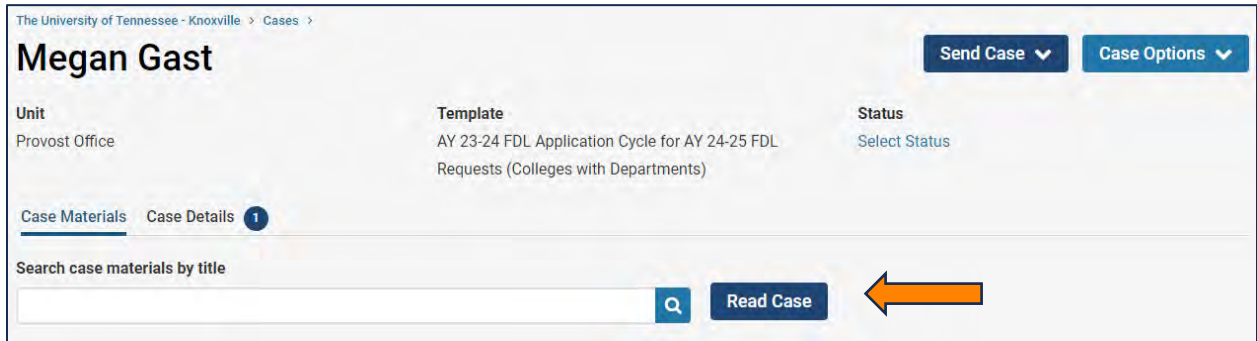 The University of Tennessee - Knoxville > Cases >
Megan Gast
Send Case
Case Options
Unit
Template
Status
Provost Office
AY 23-24 FDL Application Cycle for AY 24-25 FDL
Requests (Colleges with Departments)
Select Status
Case Materials
Case Details 1
Search case materials by title
Read Case